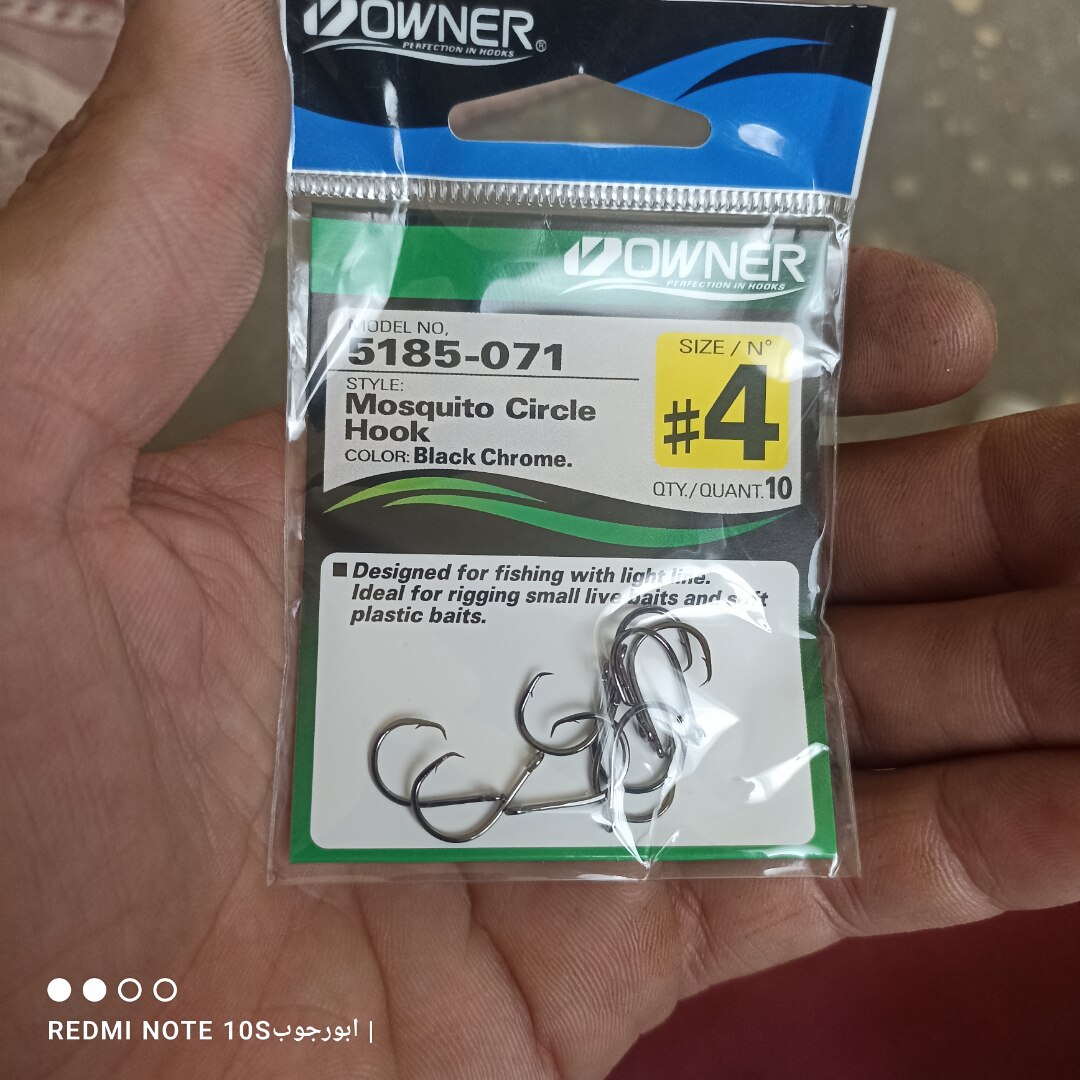 OWNER®
PERFECTION IN HOOKS
OWNER
PERFECTION IN HOOKS
MODEL NO,
5185-071
STYLE:
Mosquito Circle
Hook
COLOR: Black Chrome.
SIZE / N°
#4
QTY./QUANT. 10
Designed for fishing with light line.
Ideal for rigging small live baits and soft
plastic baits.
REDMI NOTE 10S ابورجوب |